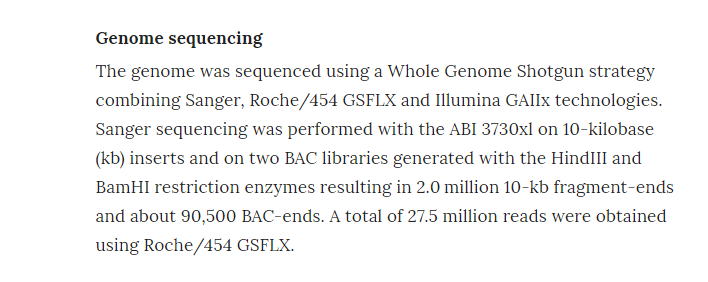 Genome sequencing
The genome was sequenced using a Whole Genome Shotgun strategy
combining Sanger, Roche/454 GSFLX and Illumina GAIIx technologies.
Sanger sequencing was performed with the ABI 3730xl on 10-kilobase
(kb) inserts and on two BAC libraries generated with the HindIII and
BamHI restriction enzymes resulting in 2.0 million 10-kb fragment-ends
and about 90,500 BAC-ends. A total of 27.5 million reads were obtained
using Roche/454 GSFLX.